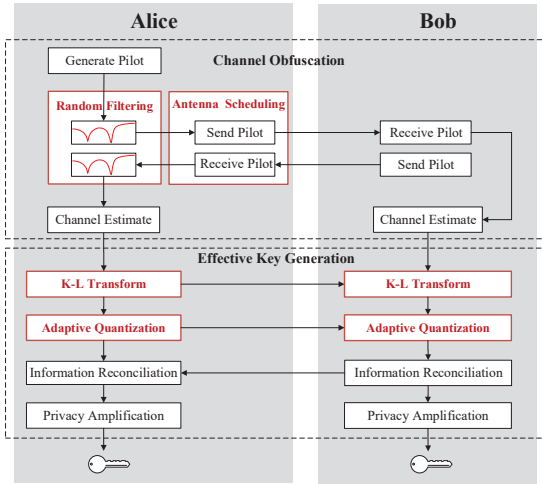 Alice
Bob
Channel Obfuscation
Generate Pilot
Random Filtering
Antenna Scheduling
Send Pilot
Receive Pilot
Receive Pilot
Send Pilot
Channel Estimate
Channel Estimate
Effective Key Generation
K-L Transform
K-L Transform
Adaptive Quantization
Adaptive Quantization
Information Reconciliation
Information Reconciliation
Privacy Amplification
Privacy Amplification